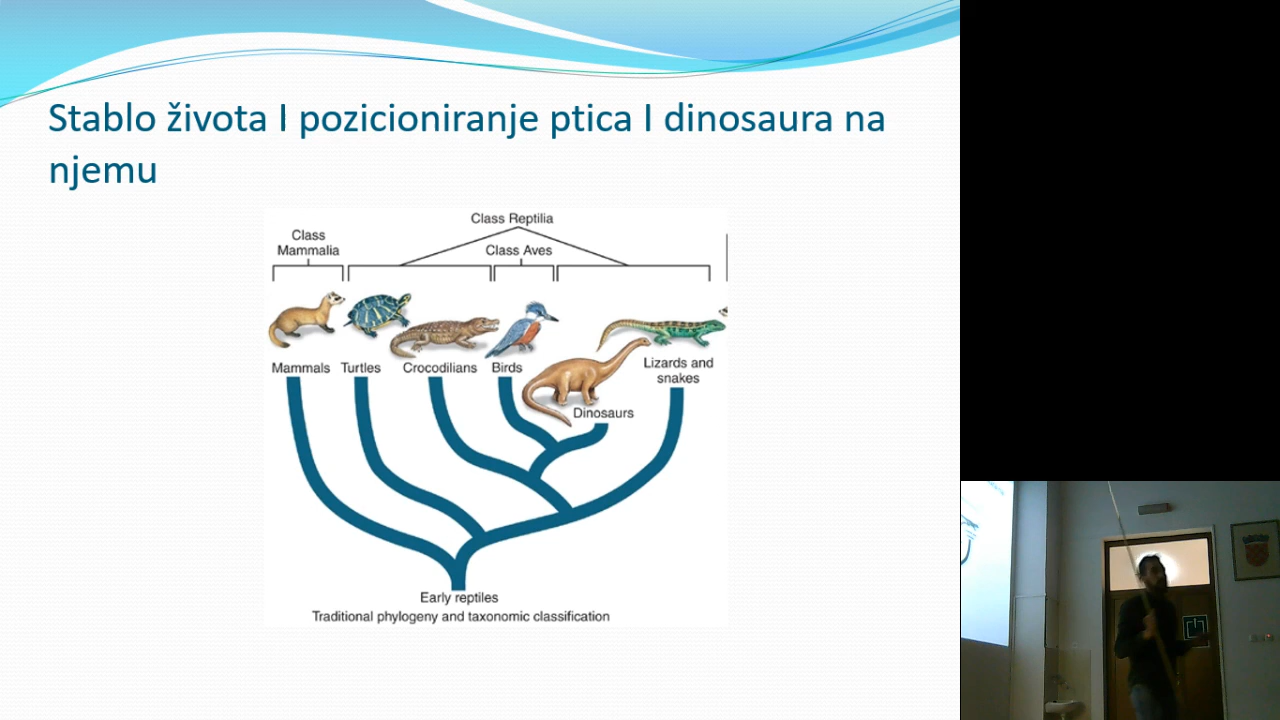 Stablo života I pozicioniranje ptica I dinosaura na
njemu
Class Reptilia
Class
Mammalia
Class Aves
Mammals
Turtles
Crocodilians
Birds
Lizards and
snakes
Dinosaurs
Early reptiles
Traditional phylogeny and taxonomic classification